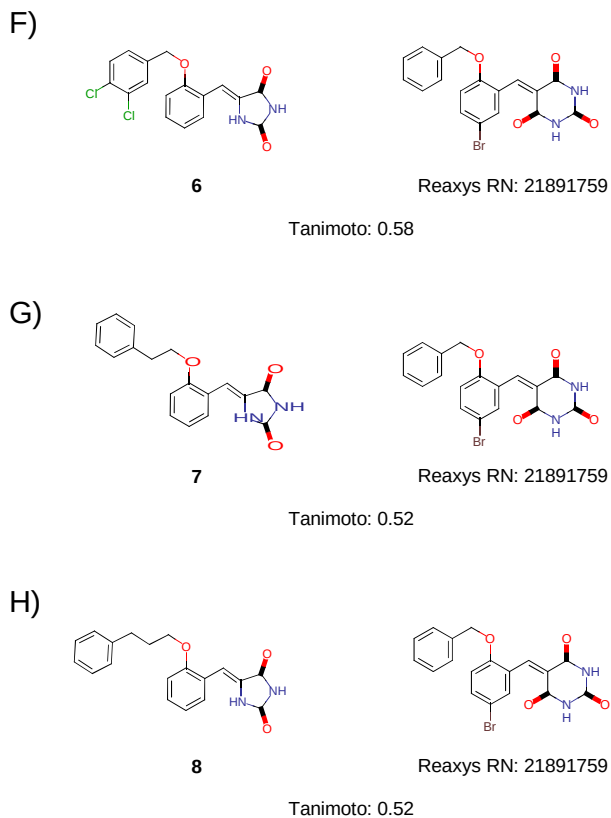 F)
O
O
Cl
NH
HN
Cl
O
6
O
O
NH
O
N
H
O
Br
Reaxys RN: 21891759
Tanimoto: 0.58
G)
O
O
NH
HN
O
7
O
O
NH
O
N
H
O
Br
Reaxys RN: 21891759
Tanimoto: 0.52
H)
O
O
NH
HN
O
8
O
O
NH
O
N
H
O
Br
Reaxys RN: 21891759
Tanimoto: 0.52